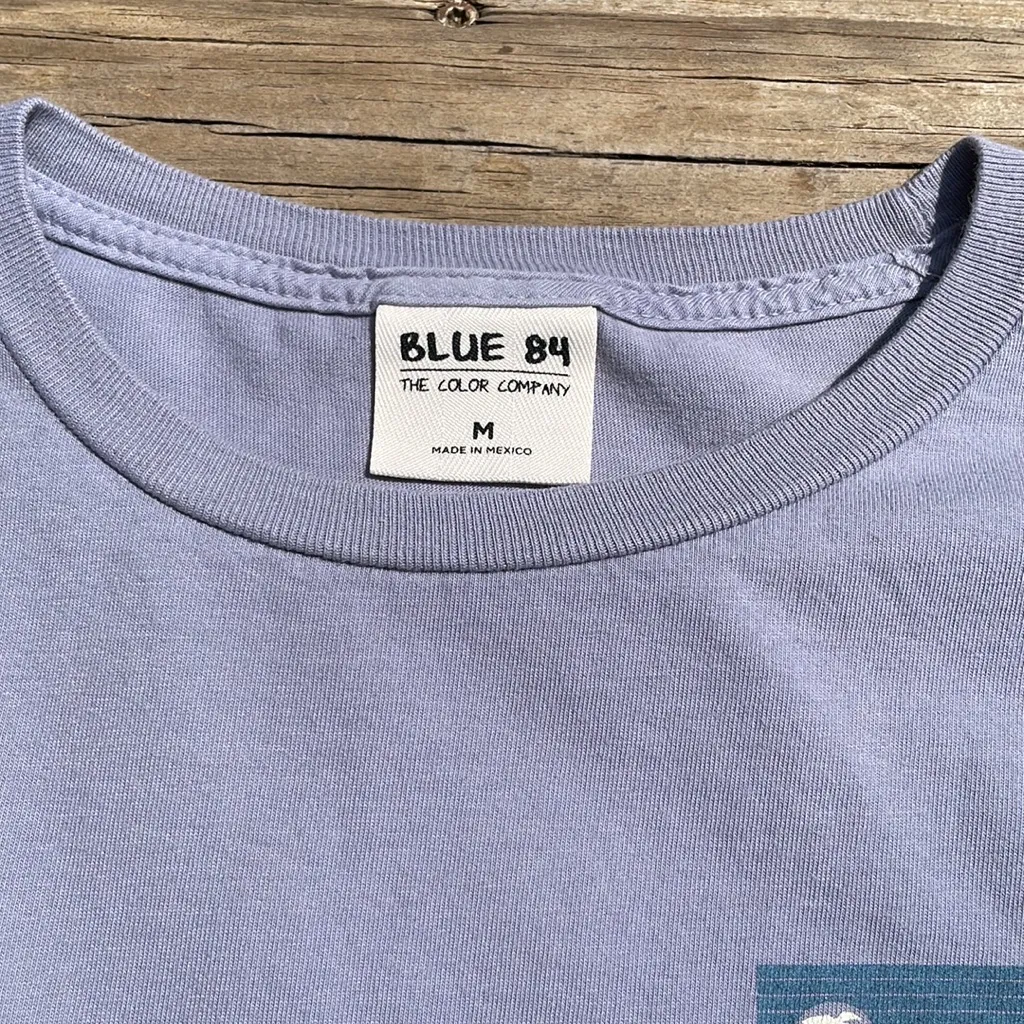 BLUE 84
THE COLOR COMPANY
M
MADE IN MEXICO